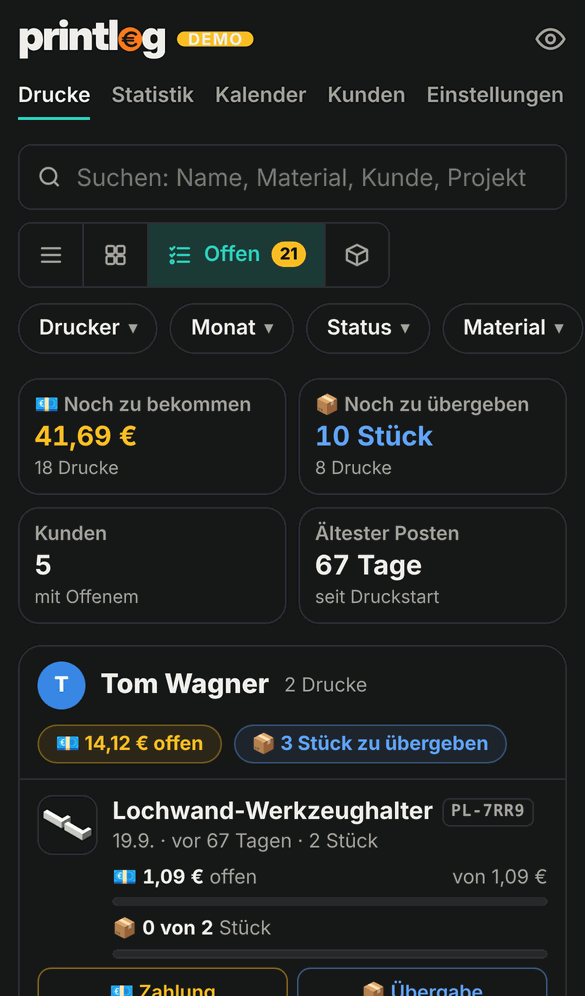 printlog DEMO
Drucke Statistik Kalender Kunden Einstellungen
Suchen: Name, Material, Kunde, Projekt
Offen 21
Drucker ▾ Monat ▾ Status ▾ Material ▾
💶 Noch zu bekommen
41,69 €
18 Drucke
📦 Noch zu übergeben
10 Stück
8 Drucke
Kunden
5
mit Offenem
Ältester Posten
67 Tage
seit Druckstart
T Tom Wagner 2 Drucke
💶 14,12 € offen 📦 3 Stück zu übergeben
Lochwand-Werkzeughalter PL-7RR9
19.9. · vor 67 Tagen · 2 Stück
💶 1,09 € offen von 1,09 €
📦 0 von 2 Stück
💶 Zahlung 📦 Übergabe